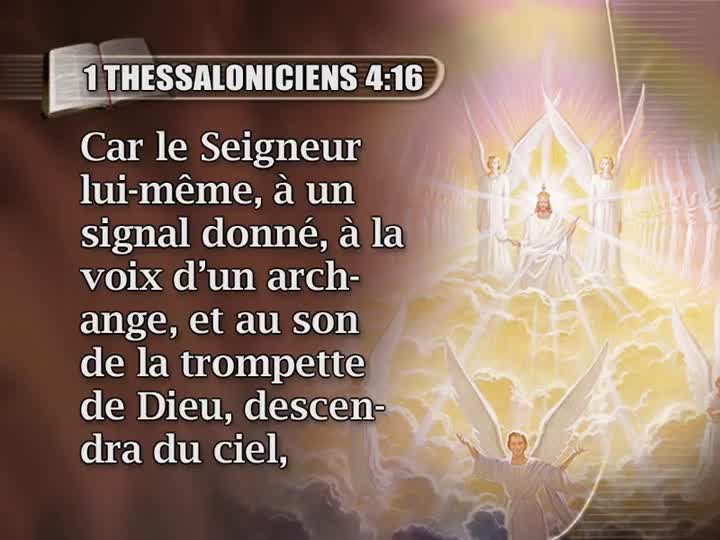 1 THESSALONICIENS 4:16
Car le Seigneur
lui-même, à un
signal donné, à la
voix d’un arch-
ange, et au son
de la trompette
de Dieu, descen-
dra du ciel,